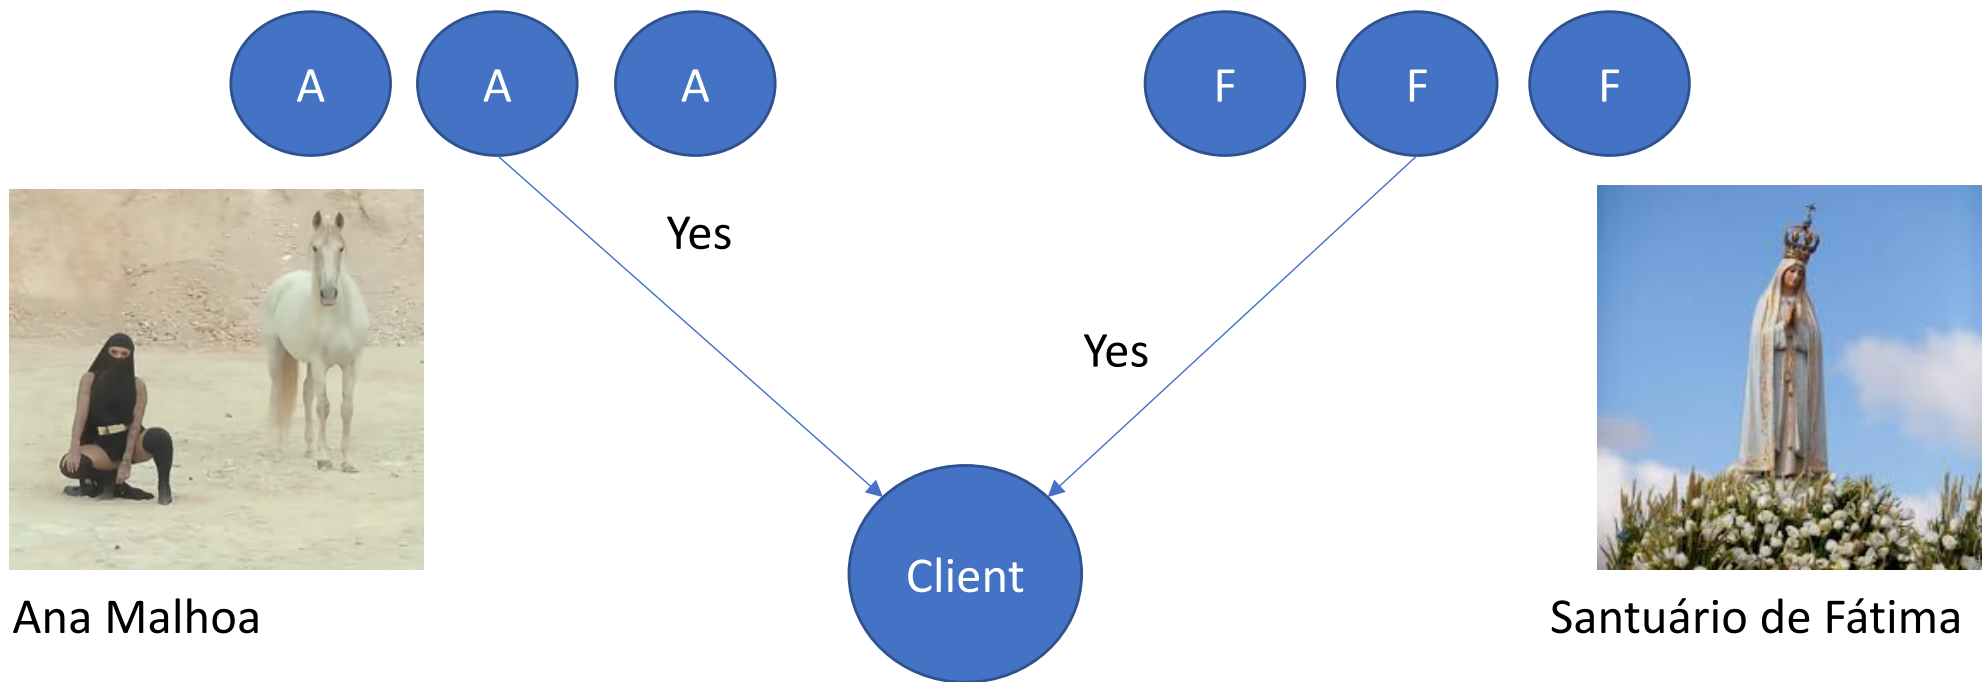 A A A F F F
Yes
Yes
Client
Ana Malhoa
Santuário de Fátima